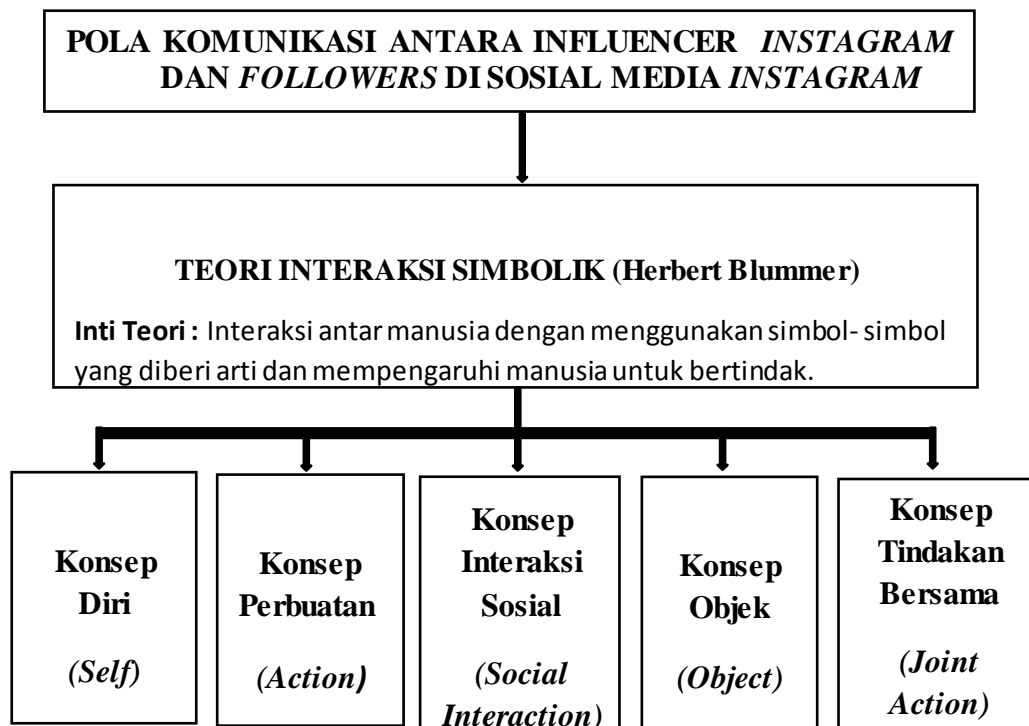 POLA KOMUNIKASI ANTARA INFLUENCER INSTAGRAM
DAN FOLLOWERS DI SOSIAL MEDIA INSTAGRAM
TEORI INTERAKSI SIMBOLIK (Herbert Blummer)
Inti Teori : Interaksi antar manusia dengan menggunakan simbol- simbol
yang diberi arti dan mempengaruhi manusia untuk bertindak.
Konsep
Diri
(Self)
Konsep
Perbuatan
(Action)
Konsep
Interaksi
Sosial
(Social
Interaction)
Konsep
Objek
(Object)
Konsep
Tindakan
Bersama
(Joint
Action)